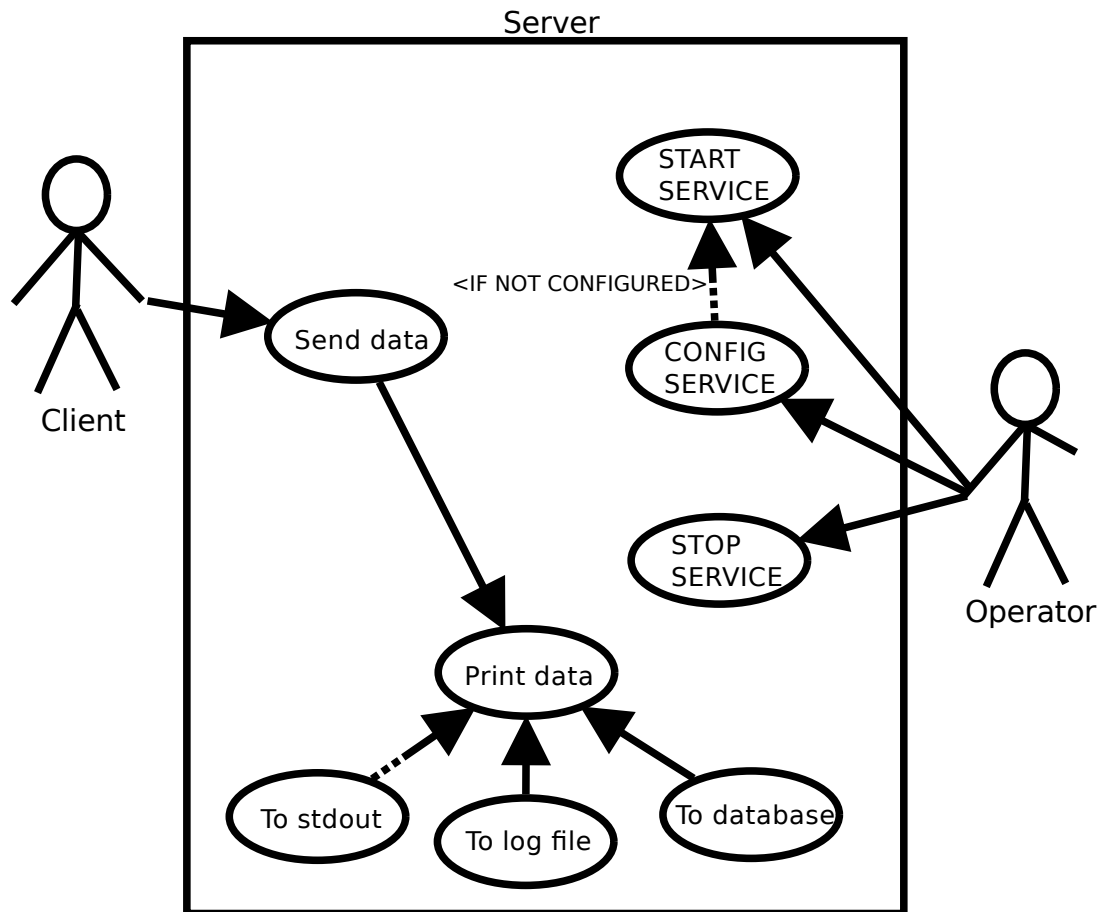 Server
START
SERVICE
<IF NOT CONFIGURED>
Send data
CONFIG
SERVICE
Client
STOP
SERVICE
Operator
Print data
To stdout
To log file
To database